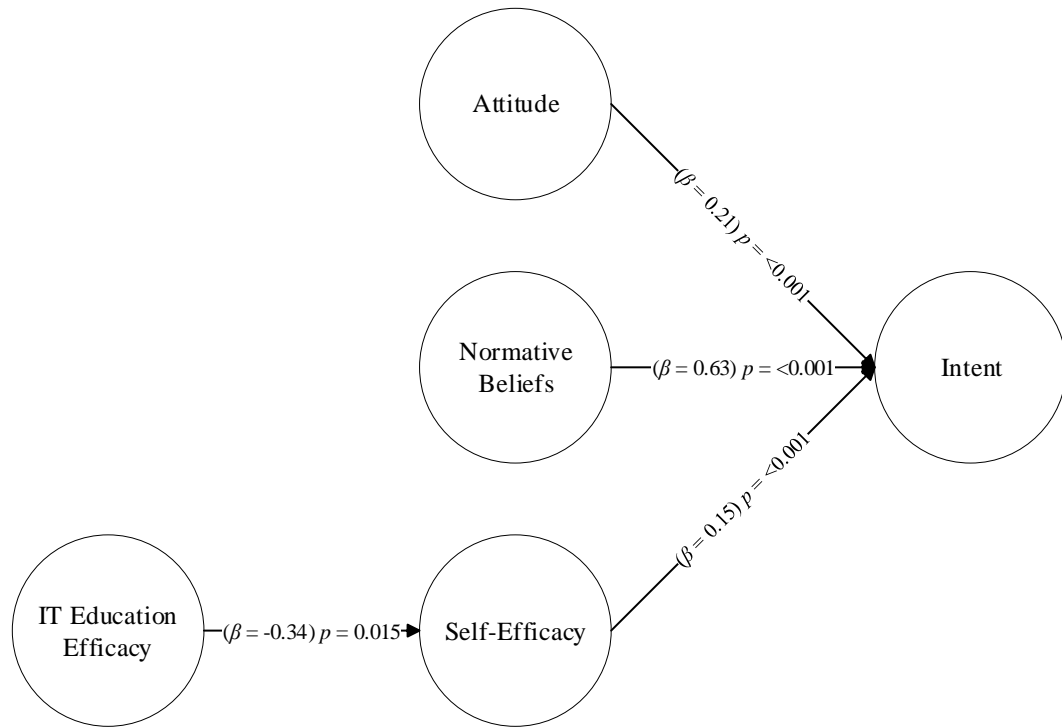 Attitude
(β = 0.21) p = <0.001
Normative
Beliefs
(β = 0.63) p = <0.001
Intent
(β = 0.15) p = <0.001
IT Education
Efficacy
(β = -0.34) p = 0.015
Self-Efficacy